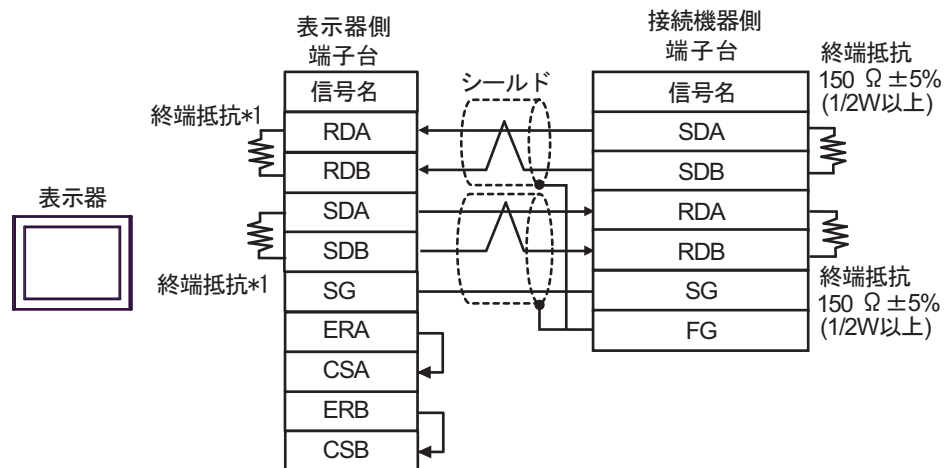 表示器側
端子台
信号名
RDA
RDB
SDA
SDB
SG
ERA
CSA
ERB
CSB
終端抵抗*1
終端抵抗*1
表示器
シールド
接続機器側
端子台
信号名
SDA
SDB
RDA
RDB
SG
FG
終端抵抗
150 Ω ±5%
(1/2W以上)
終端抵抗
150 Ω ±5%
(1/2W以上)